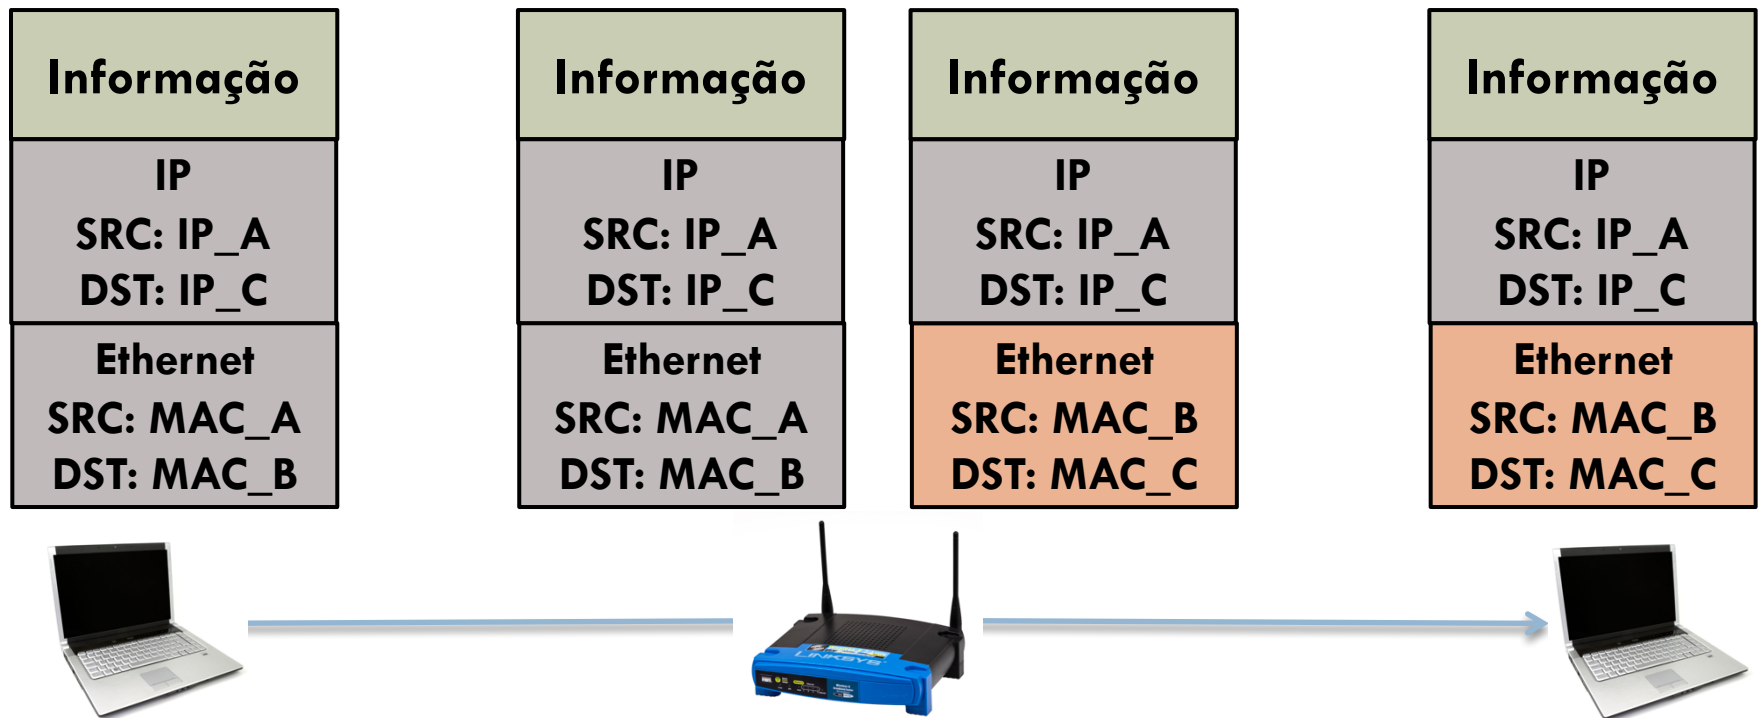 Informação
IP
SRC: IP_A
DST: IP_C
Ethernet
SRC: MAC_A
DST: MAC_B
Informação
IP
SRC: IP_A
DST: IP_C
Ethernet
SRC: MAC_A
DST: MAC_B
Informação
IP
SRC: IP_A
DST: IP_C
Ethernet
SRC: MAC_B
DST: MAC_C
Informação
IP
SRC: IP_A
DST: IP_C
Ethernet
SRC: MAC_B
DST: MAC_C
LINKSYS